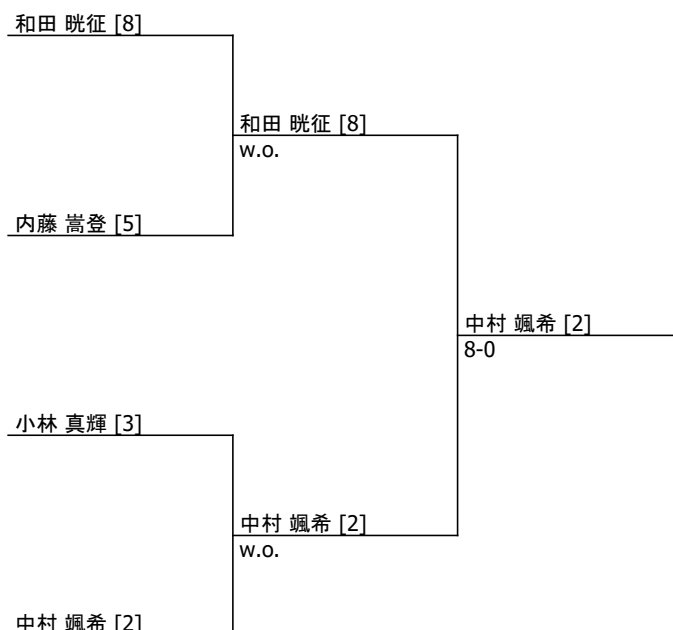 和田 晄征 [8]
和田 晄征 [8]
w.o.
内藤 嵩登 [5]
中村 颯希 [2]
8-0
小林 真輝 [3]
中村 颯希 [2]
w.o.
中村 颯希 [2]